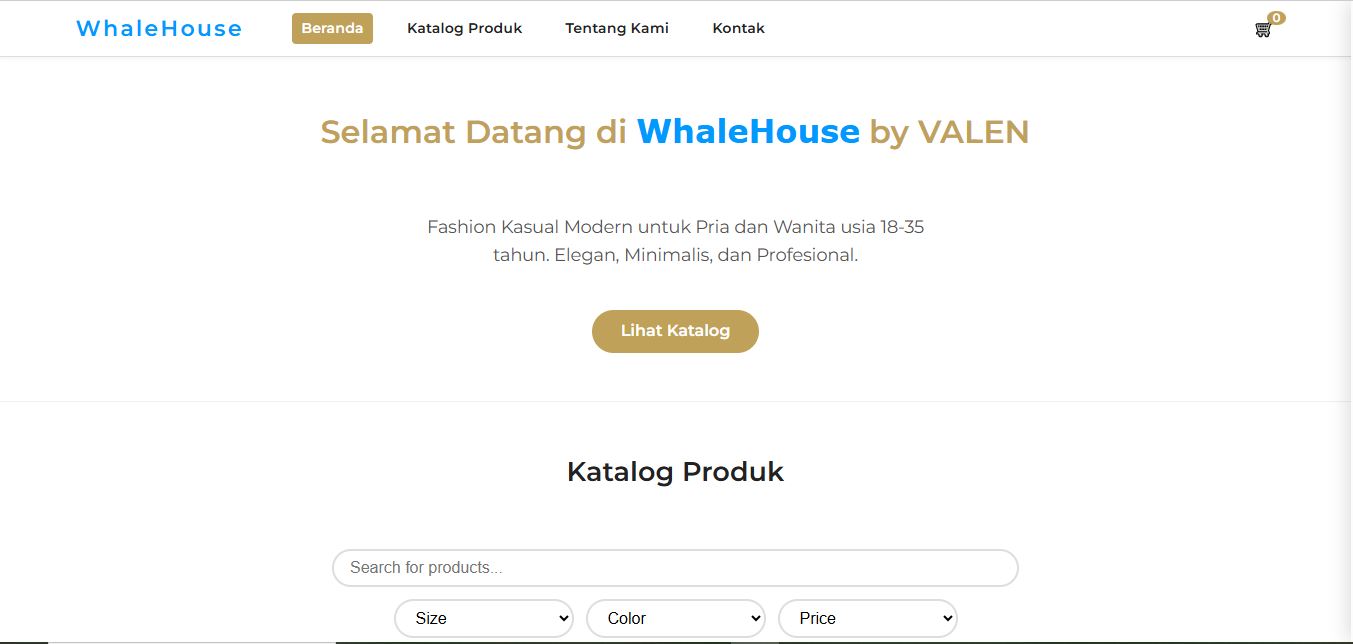 WhaleHouse
Beranda
Katalog Produk
Tentang Kami
Kontak
0
Selamat Datang di WhaleHouse by VALEN
Fashion Kasual Modern untuk Pria dan Wanita usia 18-35
tahun. Elegan, Minimalis, dan Profesional.
Lihat Katalog
Katalog Produk
Search for products...
Size
Color
Price